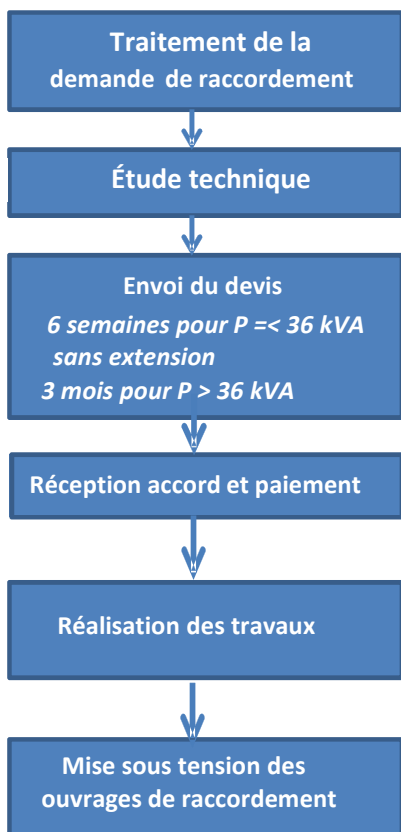 Traitement de la
demande de raccordement
Étude technique
Envoi du devis
6 semaines pour P =< 36 kVA
sans extension
3 mois pour P > 36 kVA
Réception accord et paiement
Réalisation des travaux
Mise sous tension des
ouvrages de raccordement